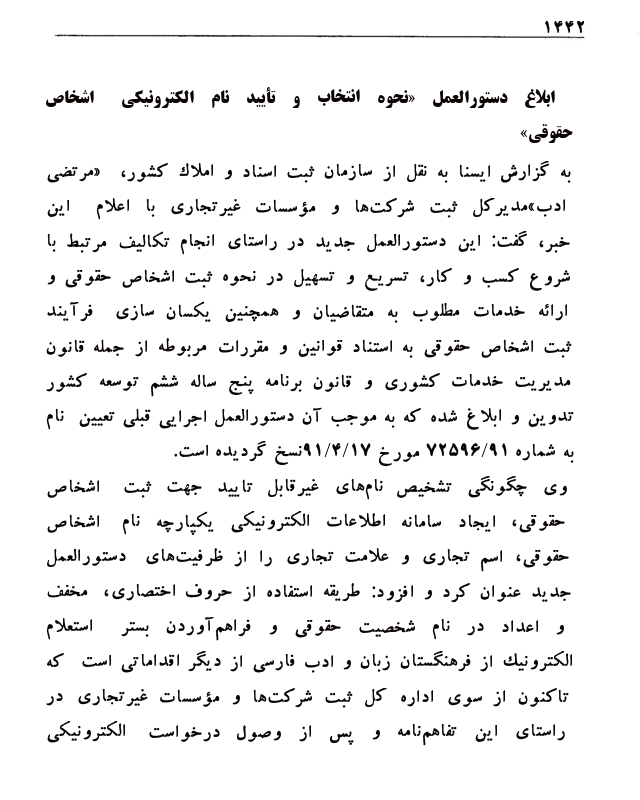 ۱۴۴۲
ابلاغ دستورالعمل «نحوه انتخاب و تأیید نام الکترونیکی اشخاص
حقوقی»
به گزارش ایسنا به نقل از سازمان ثبت اسناد و املاك كشور، «مرتضی
ادب»مدیرکل ثبت شرکت‌ها و مؤسسات غیرتجاری با اعلام این
خبر، گفت: این دستورالعمل جدید در راستای انجام تکالیف مرتبط با
شروع کسب و کار، تسریع و تسهیل در نحوه ثبت اشخاص حقوقی و
ارائه خدمات مطلوب به متقاضیان و همچنین یکسان سازی فرآیند
ثبت اشخاص حقوقی به استناد قوانین و مقررات مربوطه از جمله قانون
مدیریت خدمات کشوری و قانون برنامه پنج ساله ششم توسعه کشور
تدوین و ابلاغ شده که به موجب آن دستورالعمل اجرایی قبلی تعیین نام
به شماره ۷۲۵۹۶/۹۱ مورخ ۹۱/۴/۱۷نسخ گردیده است.
وی چگونگی تشخیص نام‌های غیرقابل تایید جهت ثبت اشخاص
حقوقی، ایجاد سامانه اطلاعات الکترونیکی یکپارچه نام اشخاص
حقوقی، اسم تجاری و علامت تجاری را از ظرفیت‌های دستورالعمل
جدید عنوان کرد و افزود: طریقه استفاده از حروف اختصاری، مخفف
و اعداد در نام شخصیت حقوقی و فراهم‌آوردن بستر استعلام
الکترونیك از فرهنگستان زبان و ادب فارسی از دیگر اقداماتی است که
تاکنون از سوی اداره کل ثبت شرکت‌ها و مؤسسات غیرتجاری در
راستای این تفاهم‌نامه و پس از وصول درخواست الکترونیکی